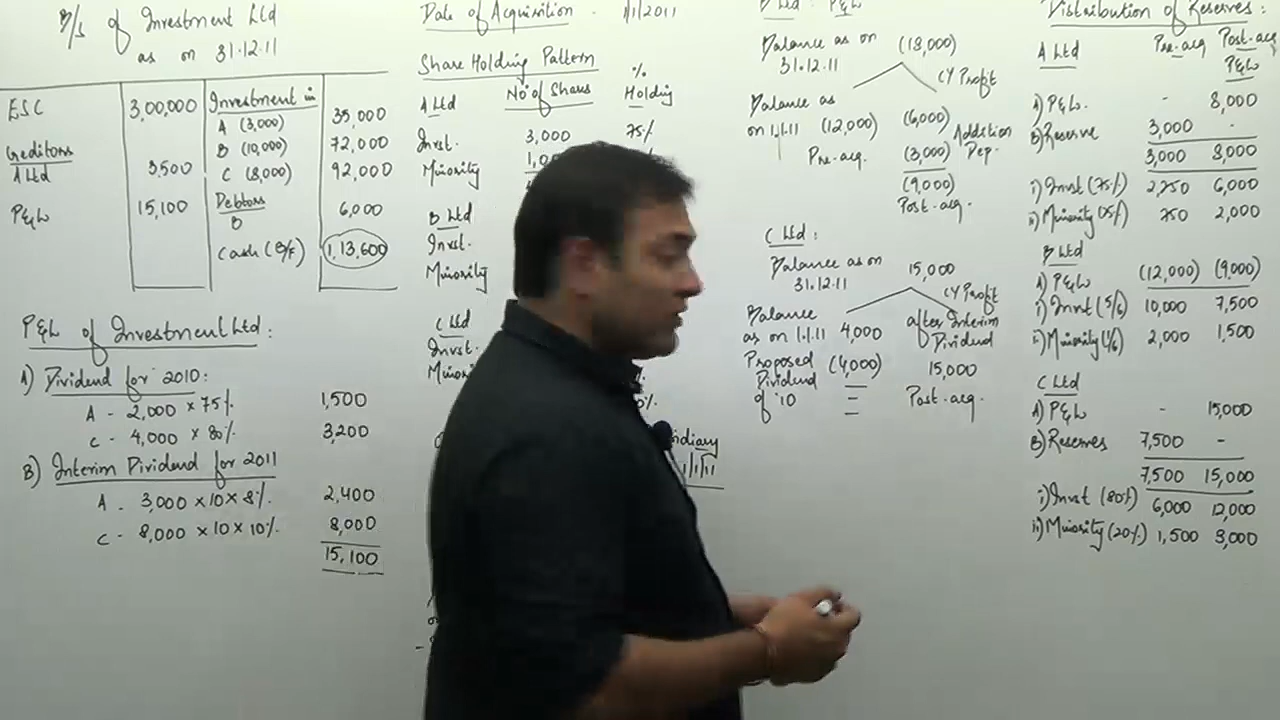 B/S of Investment Ltd
as on 31.12.11
ESC 3,00,000 Investment in
A (3,000) 35,000
B (10,000) 72,000
Creditors
A Ltd 3,500 C (8,000) 92,000
P&L 15,100 Debtors
B 6,000
Cash (B/F) 1,13,600
P&L of Investment Ltd:
A) Dividend for 2010:
A - 2,000 × 75% 1,500
C - 4,000 × 80% 3,200
B) Interim Dividend for 2011
A - 3,000 × 10 × 8% 2,400
C - 8,000 × 10 × 10% 8,000
15,100
Date of Acquisition - 1/1/2011
Share Holding Pattern
A Ltd No of Shares % Holding
Invst. 3,000 75%
Minority 1,0
B Ltd
Invst.
Minority
C Ltd
Invst.
Minori
%
0%
idiary
1/1/11
B Ltd: P&L
Balance as on
31.12.11 (18,000)
CY Profit
Balance as
on 1.1.11 (12,000) (6,000)
Pre-acq. (3,000) Addition Dep.
(9,000)
Post-acq.
C Ltd:
Balance as on
31.12.11 15,000
CY Profit
after Interim
Dividend
Balance
as on 1.1.11 4,000
Proposed
Dividend
of '10 (4,000) 15,000
Post-acq.
Distribution of Reserves:
A Ltd Pre-acq Post-acq
P&L
A) P&L - 8,000
B) Reserve 3,000 -
3,000 8,000
i) Invst (75%) 2,250 6,000
ii) Minority (25%) 750 2,000
B Ltd
A) P&L (12,000) (9,000)
i) Invst (5/6) 10,000 7,500
ii) Minority (1/6) 2,000 1,500
C Ltd
A) P&L - 15,000
B) Reserves 7,500 -
7,500 15,000
i) Invst (80%) 6,000 12,000
ii) Minority (20%) 1,500 3,000